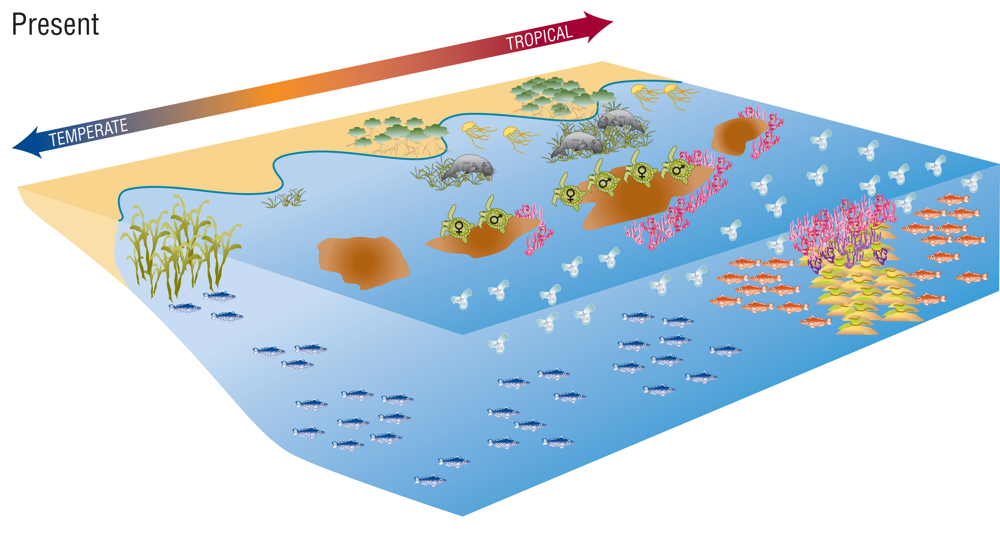 Present
TROPICAL
TEMPERATE
♀ ♂ ♀ ♂ ♀ ♂